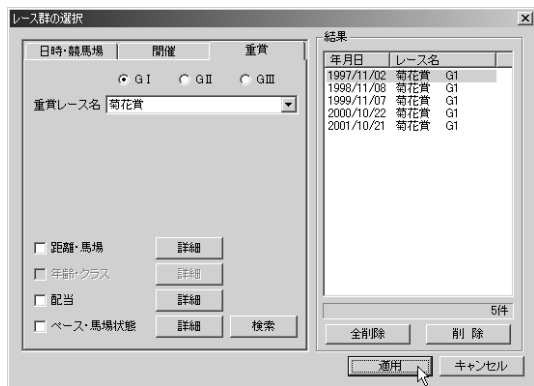 レース群の選択
日時・競馬場 開催 重賞
GⅠ GⅡ GⅢ
重賞レース名 菊花賞
距離・馬場 詳細
年齢・クラス 詳細
配当 詳細
ペース・馬場状態 詳細 検索
結果
年月日 レース名
1997/11/02 菊花賞 G1
1998/11/08 菊花賞 G1
1999/11/07 菊花賞 G1
2000/10/22 菊花賞 G1
2001/10/21 菊花賞 G1
5件
全削除 削 除
適用 キャンセル